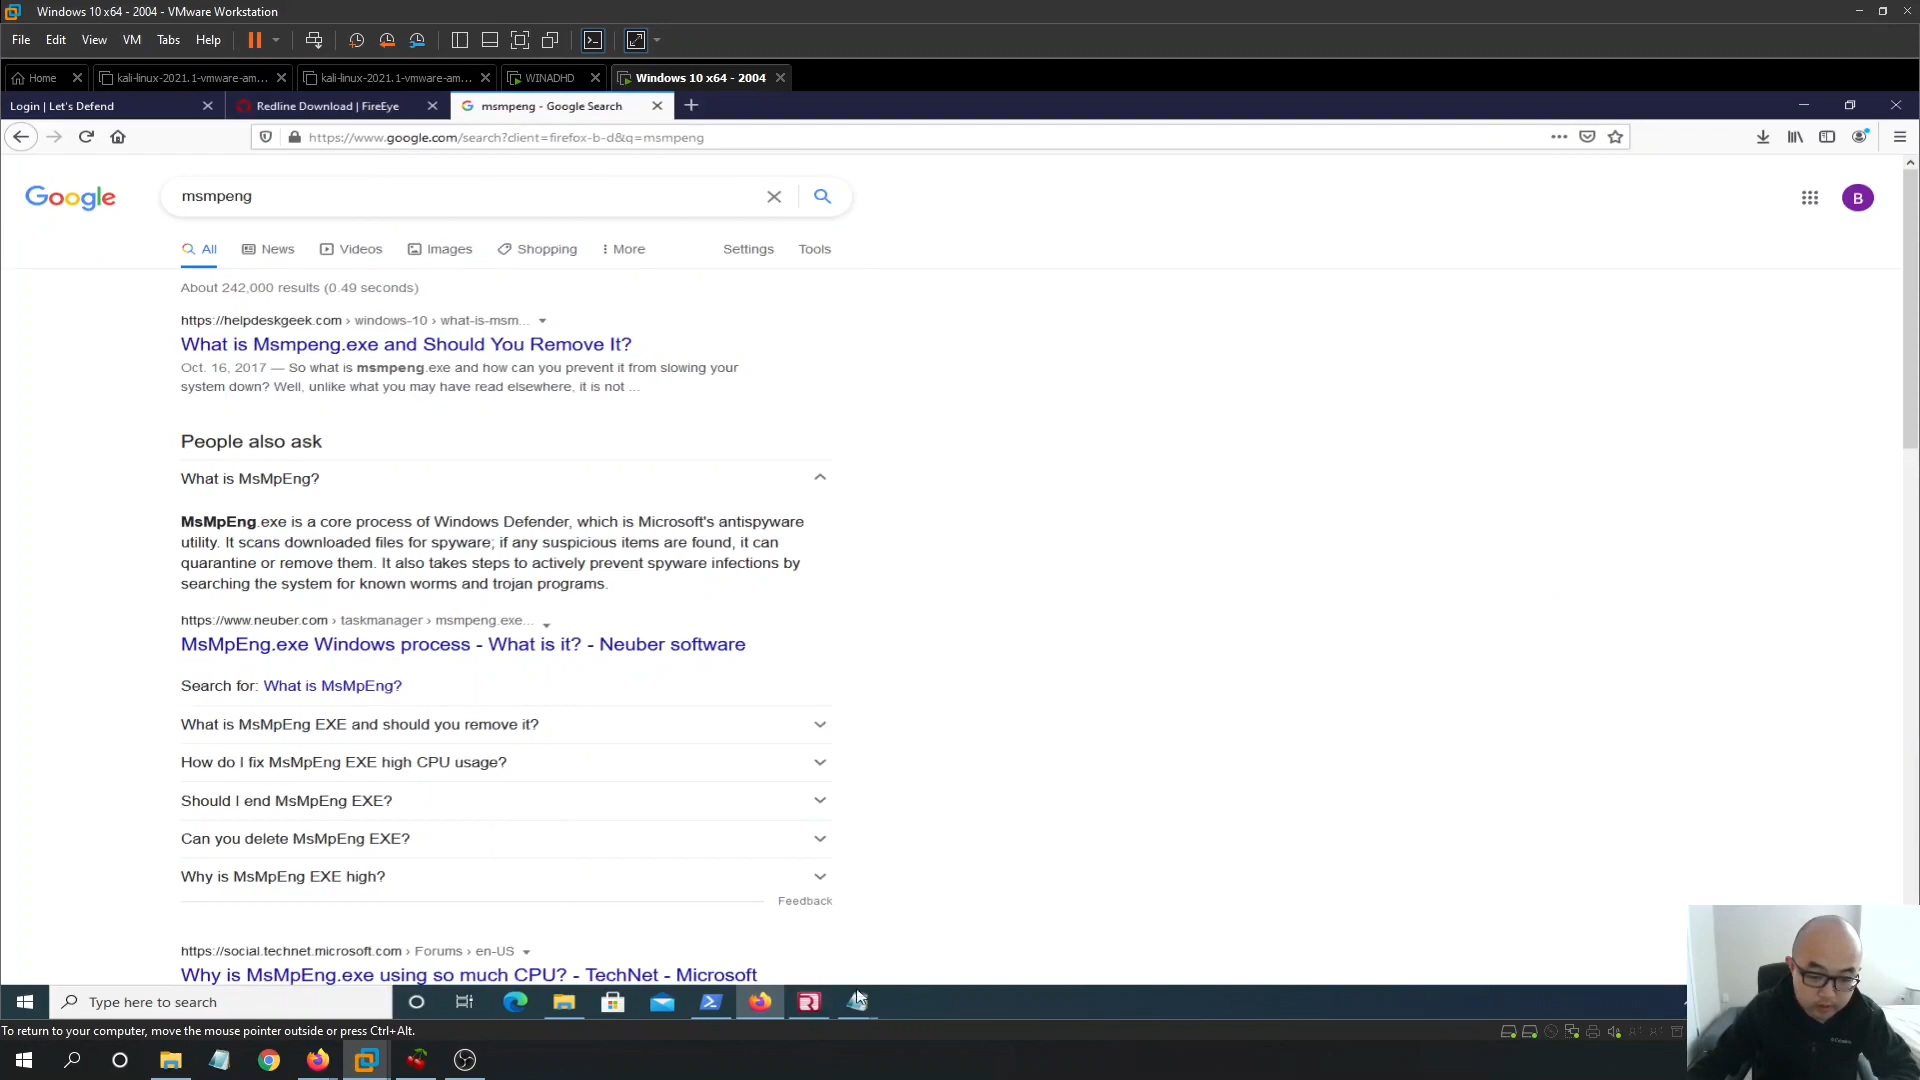 Windows 10 x64 - 2004 - VMware Workstation
File Edit View VM Tabs Help
Home kali-linux-2021.1-vmware-am... kali-linux-2021.1-vmware-am... WINADHD Windows 10 x64 - 2004
Login | Let's Defend Redline Download | FireEye msmpeng - Google Search
https://www.google.com/search?client=firefox-b-d&q=msmpeng
Google msmpeng B
All News Videos Images Shopping More Settings Tools
About 242,000 results (0.49 seconds)
https://helpdeskgeek.com › windows-10 › what-is-msm...
What is Msmpeng.exe and Should You Remove It?
Oct. 16, 2017 — So what is msmpeng.exe and how can you prevent it from slowing your
system down? Well, unlike what you may have read elsewhere, it is not ...
People also ask
What is MsMpEng?
MsMpEng.exe is a core process of Windows Defender, which is Microsoft's antispyware
utility. It scans downloaded files for spyware; if any suspicious items are found, it can
quarantine or remove them. It also takes steps to actively prevent spyware infections by
searching the system for known worms and trojan programs.
https://www.neuber.com › taskmanager › msmpeng.exe...
MsMpEng.exe Windows process - What is it? - Neuber software
Search for: What is MsMpEng?
What is MsMpEng EXE and should you remove it?
How do I fix MsMpEng EXE high CPU usage?
Should I end MsMpEng EXE?
Can you delete MsMpEng EXE?
Why is MsMpEng EXE high?
Feedback
https://social.technet.microsoft.com › Forums › en-US
Why is MsMpEng.exe using so much CPU? - TechNet - Microsoft
Type here to search
To return to your computer, move the mouse pointer outside or press Ctrl+Alt.